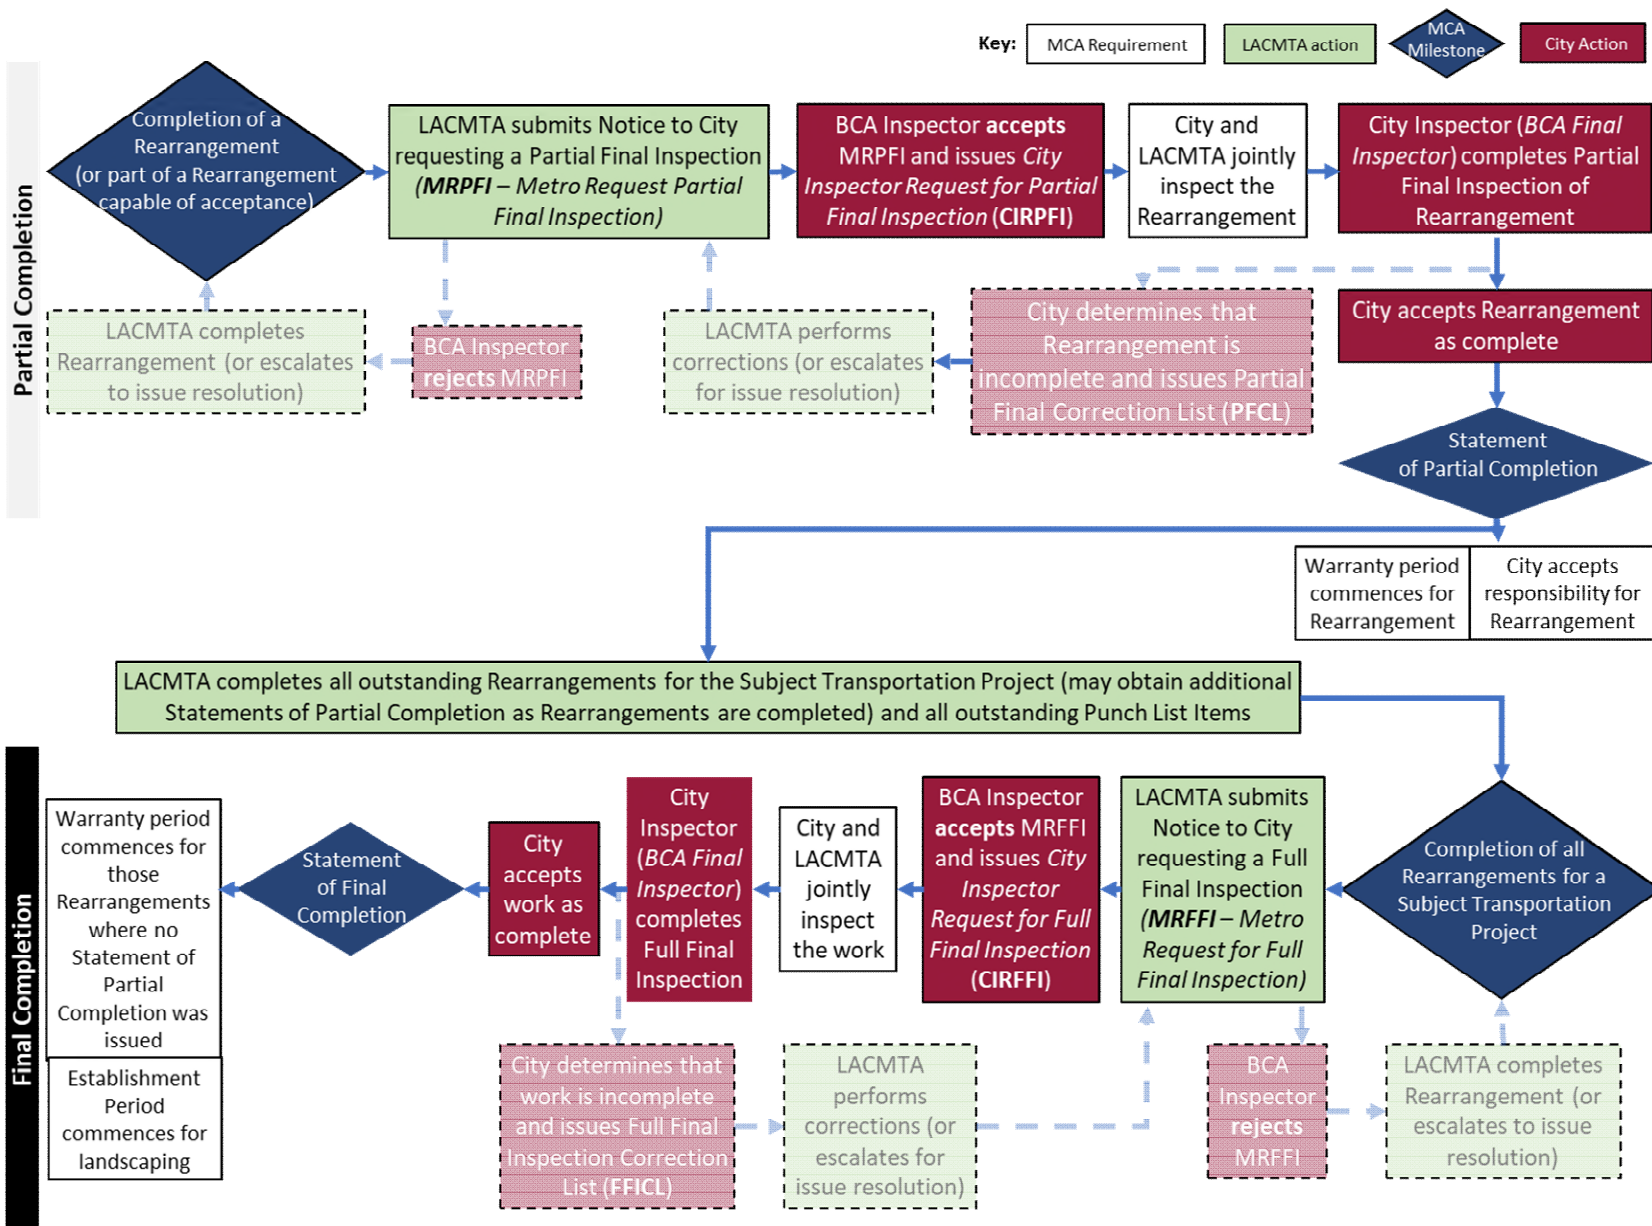 Key:
MCA Requirement
LACMTA action
MCA
Milestone
City Action
Partial Completion
Completion of a
Rearrangement
(or part of a Rearrangement
capable of acceptance)
LACMTA submits Notice to City
requesting a Partial Final Inspection
(MRPFI – Metro Request Partial
Final Inspection)
BCA Inspector accepts
MRPFI and issues City
Inspector Request for Partial
Final Inspection (CIRPFI)
City and
LACMTA jointly
inspect the
Rearrangement
City Inspector (BCA Final
Inspector) completes Partial
Final Inspection of
Rearrangement
LACMTA completes
Rearrangement (or escalates
to issue resolution)
BCA Inspector
rejects MRPFI
LACMTA performs
corrections (or escalates
for issue resolution)
City determines that
Rearrangement is
incomplete and issues Partial
Final Correction List (PFCL)
City accepts Rearrangement
as complete
Statement
of Partial Completion
Warranty period
commences for
Rearrangement
City accepts
responsibility for
Rearrangement
LACMTA completes all outstanding Rearrangements for the Subject Transportation Project (may obtain additional
Statements of Partial Completion as Rearrangements are completed) and all outstanding Punch List Items
Final Completion
Warranty period
commences for
those
Rearrangements
where no
Statement of
Partial
Completion was
issued
Establishment
Period
commences for
landscaping
Statement
of Final
Completion
City
accepts
work as
complete
City
Inspector
(BCA Final
Inspector)
completes
Full Final
Inspection
City and
LACMTA
jointly
inspect
the work
BCA Inspector
accepts MRFFI
and issues City
Inspector
Request for Full
Final Inspection
(CIRFFI)
LACMTA submits
Notice to City
requesting a Full
Final Inspection
(MRFFI – Metro
Request for Full
Final Inspection)
Completion of all
Rearrangements for a
Subject Transportation
Project
City determines that
work is incomplete
and issues Full Final
Inspection Correction
List (FFICL)
LACMTA
performs
corrections (or
escalates for
issue resolution)
BCA
Inspector
rejects
MRFFI
LACMTA completes
Rearrangement (or
escalates to issue
resolution)